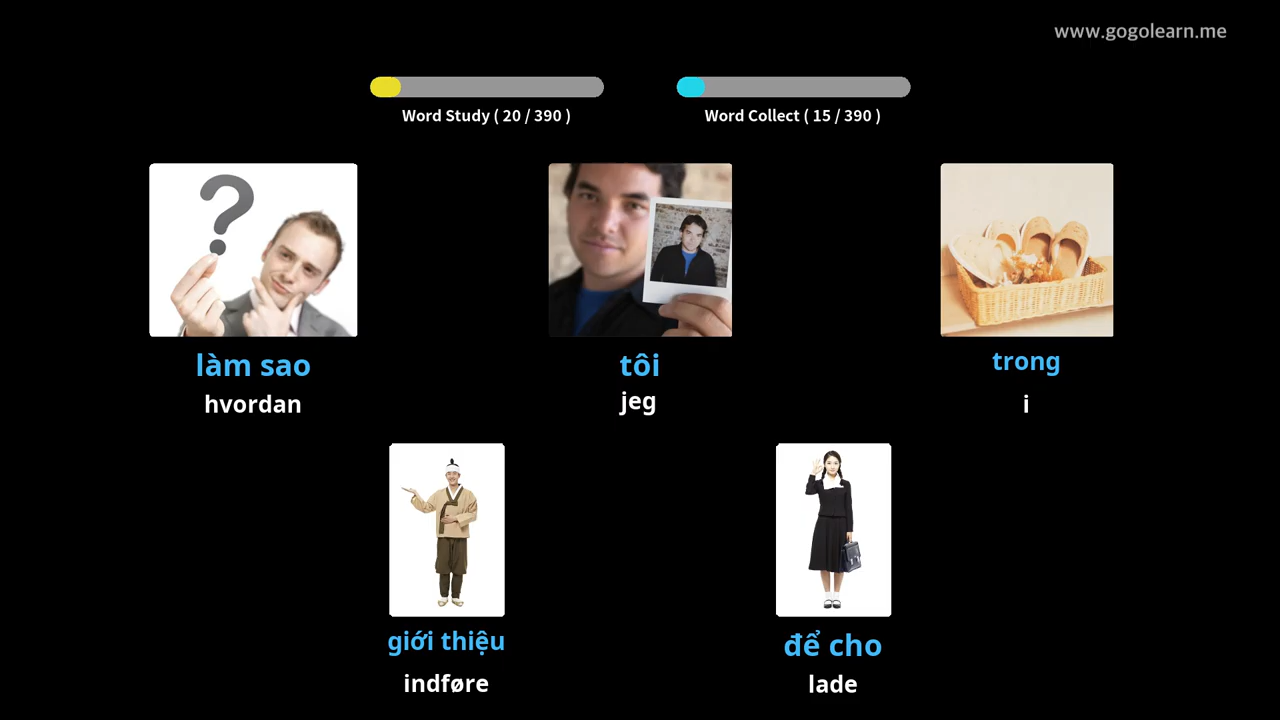 www.gogolearn.me
Word Study ( 20 / 390 )
Word Collect ( 15 / 390 )
làm sao
hvordan
tôi
jeg
trong
i
giới thiệu
indføre
để cho
lade